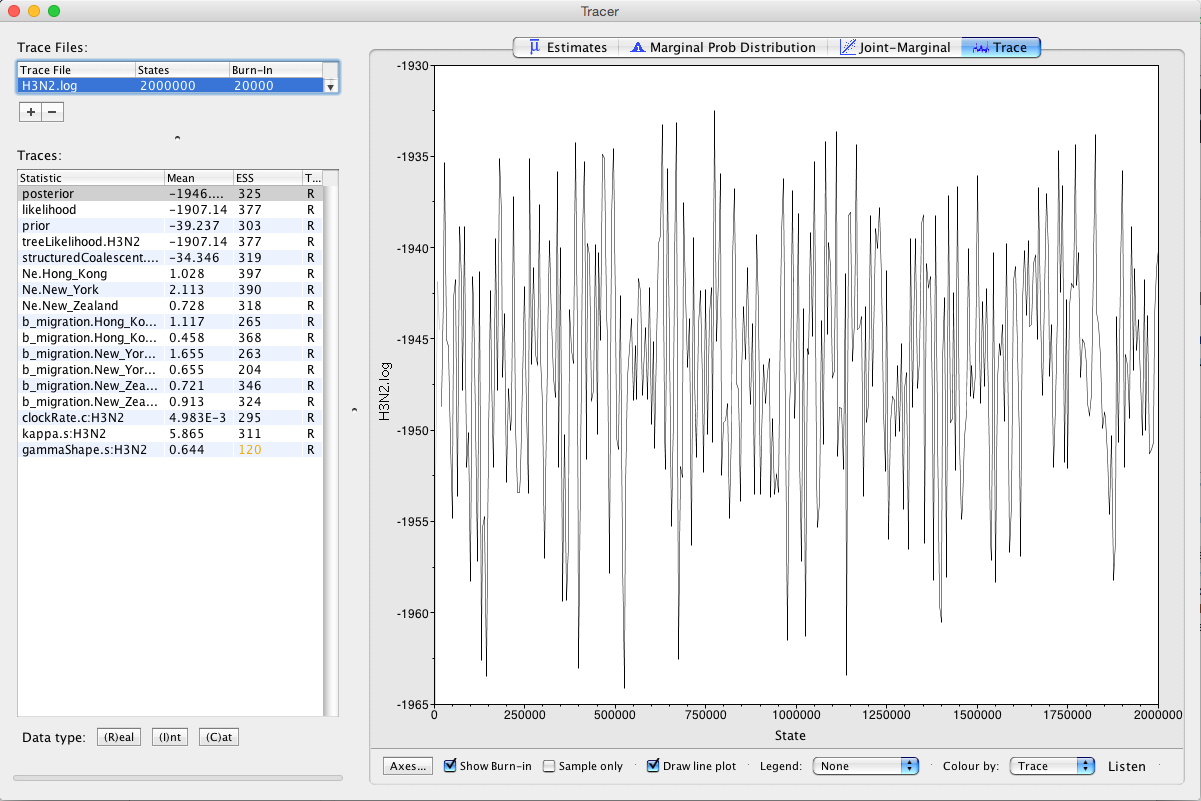 Tracer
Trace Files:
Trace File States Burn-In
H3N2.log 2000000 20000
+ −
Traces:
Statistic Mean ESS T...
posterior -1946.... 325 R
likelihood -1907.14 377 R
prior -39.237 303 R
treeLikelihood.H3N2 -1907.14 377 R
structuredCoalescent.... -34.346 319 R
Ne.Hong_Kong 1.028 397 R
Ne.New_York 2.113 390 R
Ne.New_Zealand 0.728 318 R
b_migration.Hong_Ko... 1.117 265 R
b_migration.Hong_Ko... 0.458 368 R
b_migration.New_Yor... 1.655 263 R
b_migration.New_Yor... 0.655 204 R
b_migration.New_Zea... 0.721 346 R
b_migration.New_Zea... 0.913 324 R
clockRate.c:H3N2 4.983E-3 295 R
kappa.s:H3N2 5.865 311 R
gammaShape.s:H3N2 0.644 120 R
Data type: (R)eal (I)nt (C)at
Estimates Marginal Prob Distribution Joint-Marginal Trace
-1930
-1935
-1940
-1945
-1950
-1955
-1960
-1965
H3N2.log
0 250000 500000 750000 1000000 1250000 1500000 1750000 2000000
State
Axes... Show Burn-in Sample only Draw line plot Legend: None Colour by: Trace Listen